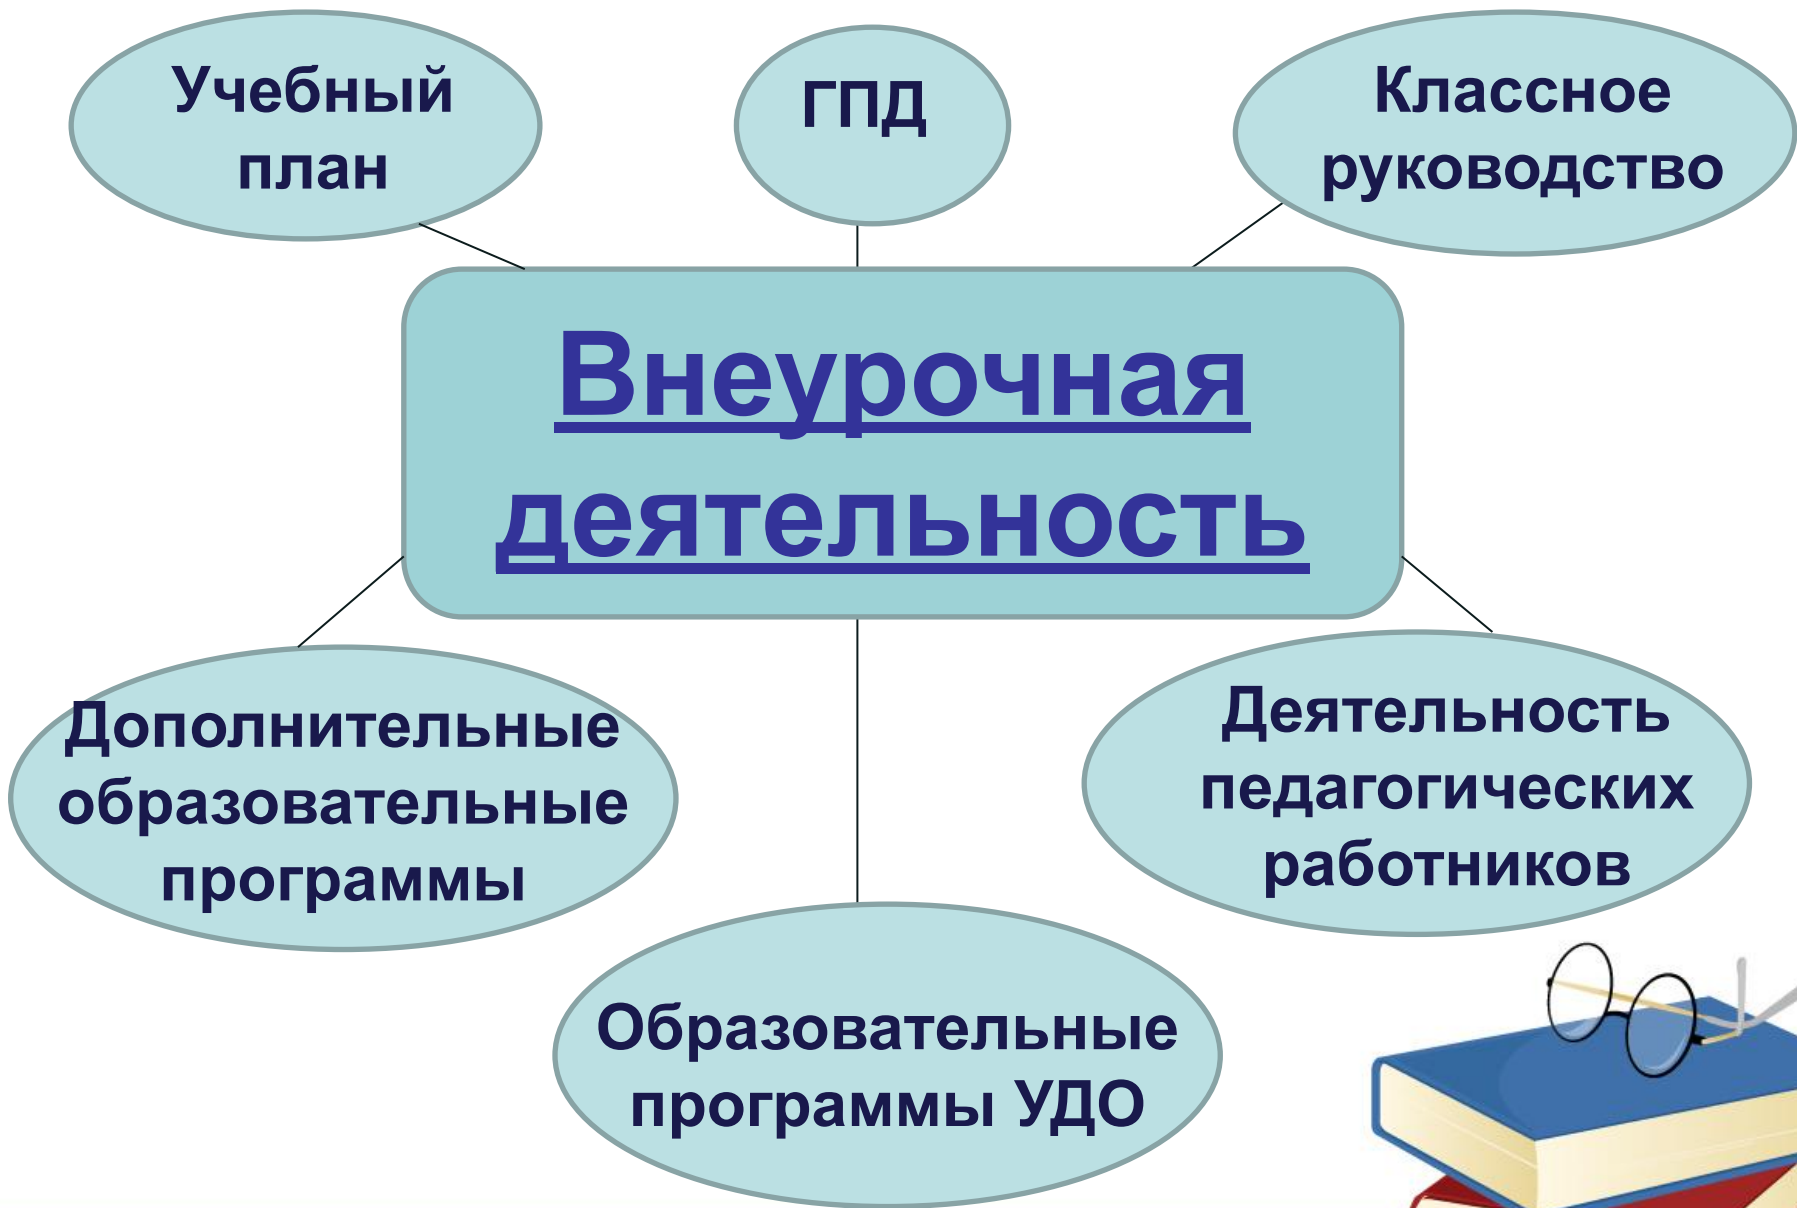 Учебный
план
ГПД
Классное
руководство
Внеурочная
деятельность
Дополнительные
образовательные
программы
Деятельность
педагогических
работников
Образовательные
программы УДО